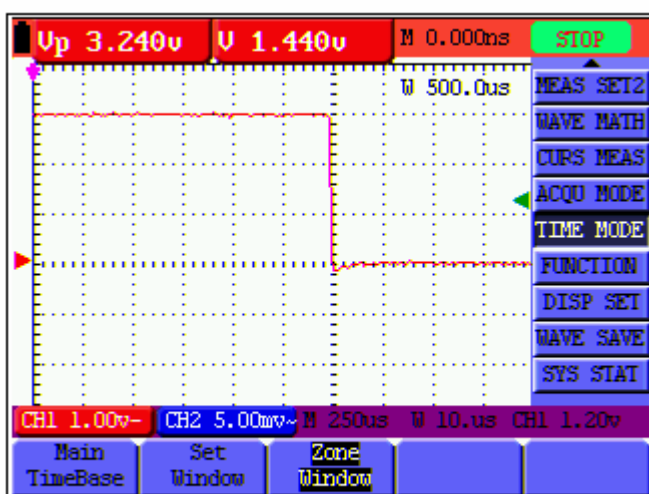 Vp 3.240v V 1.440v M 0.000ns STOP
W 500.0us
MEAS SET2
WAVE MATH
CURS MEAS
ACQU MODE
TIME MODE
FUNCTION
DISP SET
WAVE SAVE
SYS STAT
CH1 1.00v- CH2 5.00mv~ M 250us W 10.us CH1 1.20v
Main TimeBase
Set Window
Zone Window